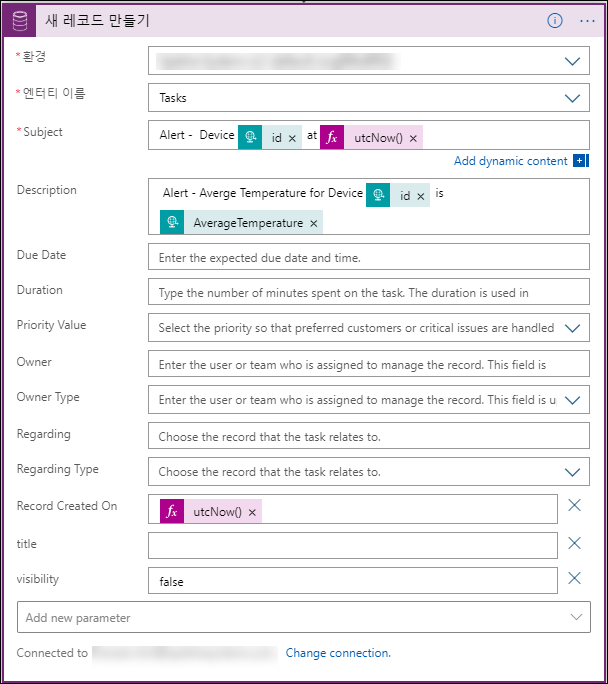 새 레코드 만들기
* 환경
* 엔터티 이름 Tasks
* Subject Alert - Device id × at fx utcNow() ×
Add dynamic content
Description Alert - Averge Temperature for Device id × is
AverageTemperature ×
Due Date Enter the expected due date and time.
Duration Type the number of minutes spent on the task. The duration is used in
Priority Value Select the priority so that preferred customers or critical issues are handled
Owner Enter the user or team who is assigned to manage the record. This field is
Owner Type Enter the user or team who is assigned to manage the record. This field is u
Regarding Choose the record that the task relates to.
Regarding Type Choose the record that the task relates to.
Record Created On fx utcNow() ×
title
visibility false
Add new parameter
Connected to Change connection.